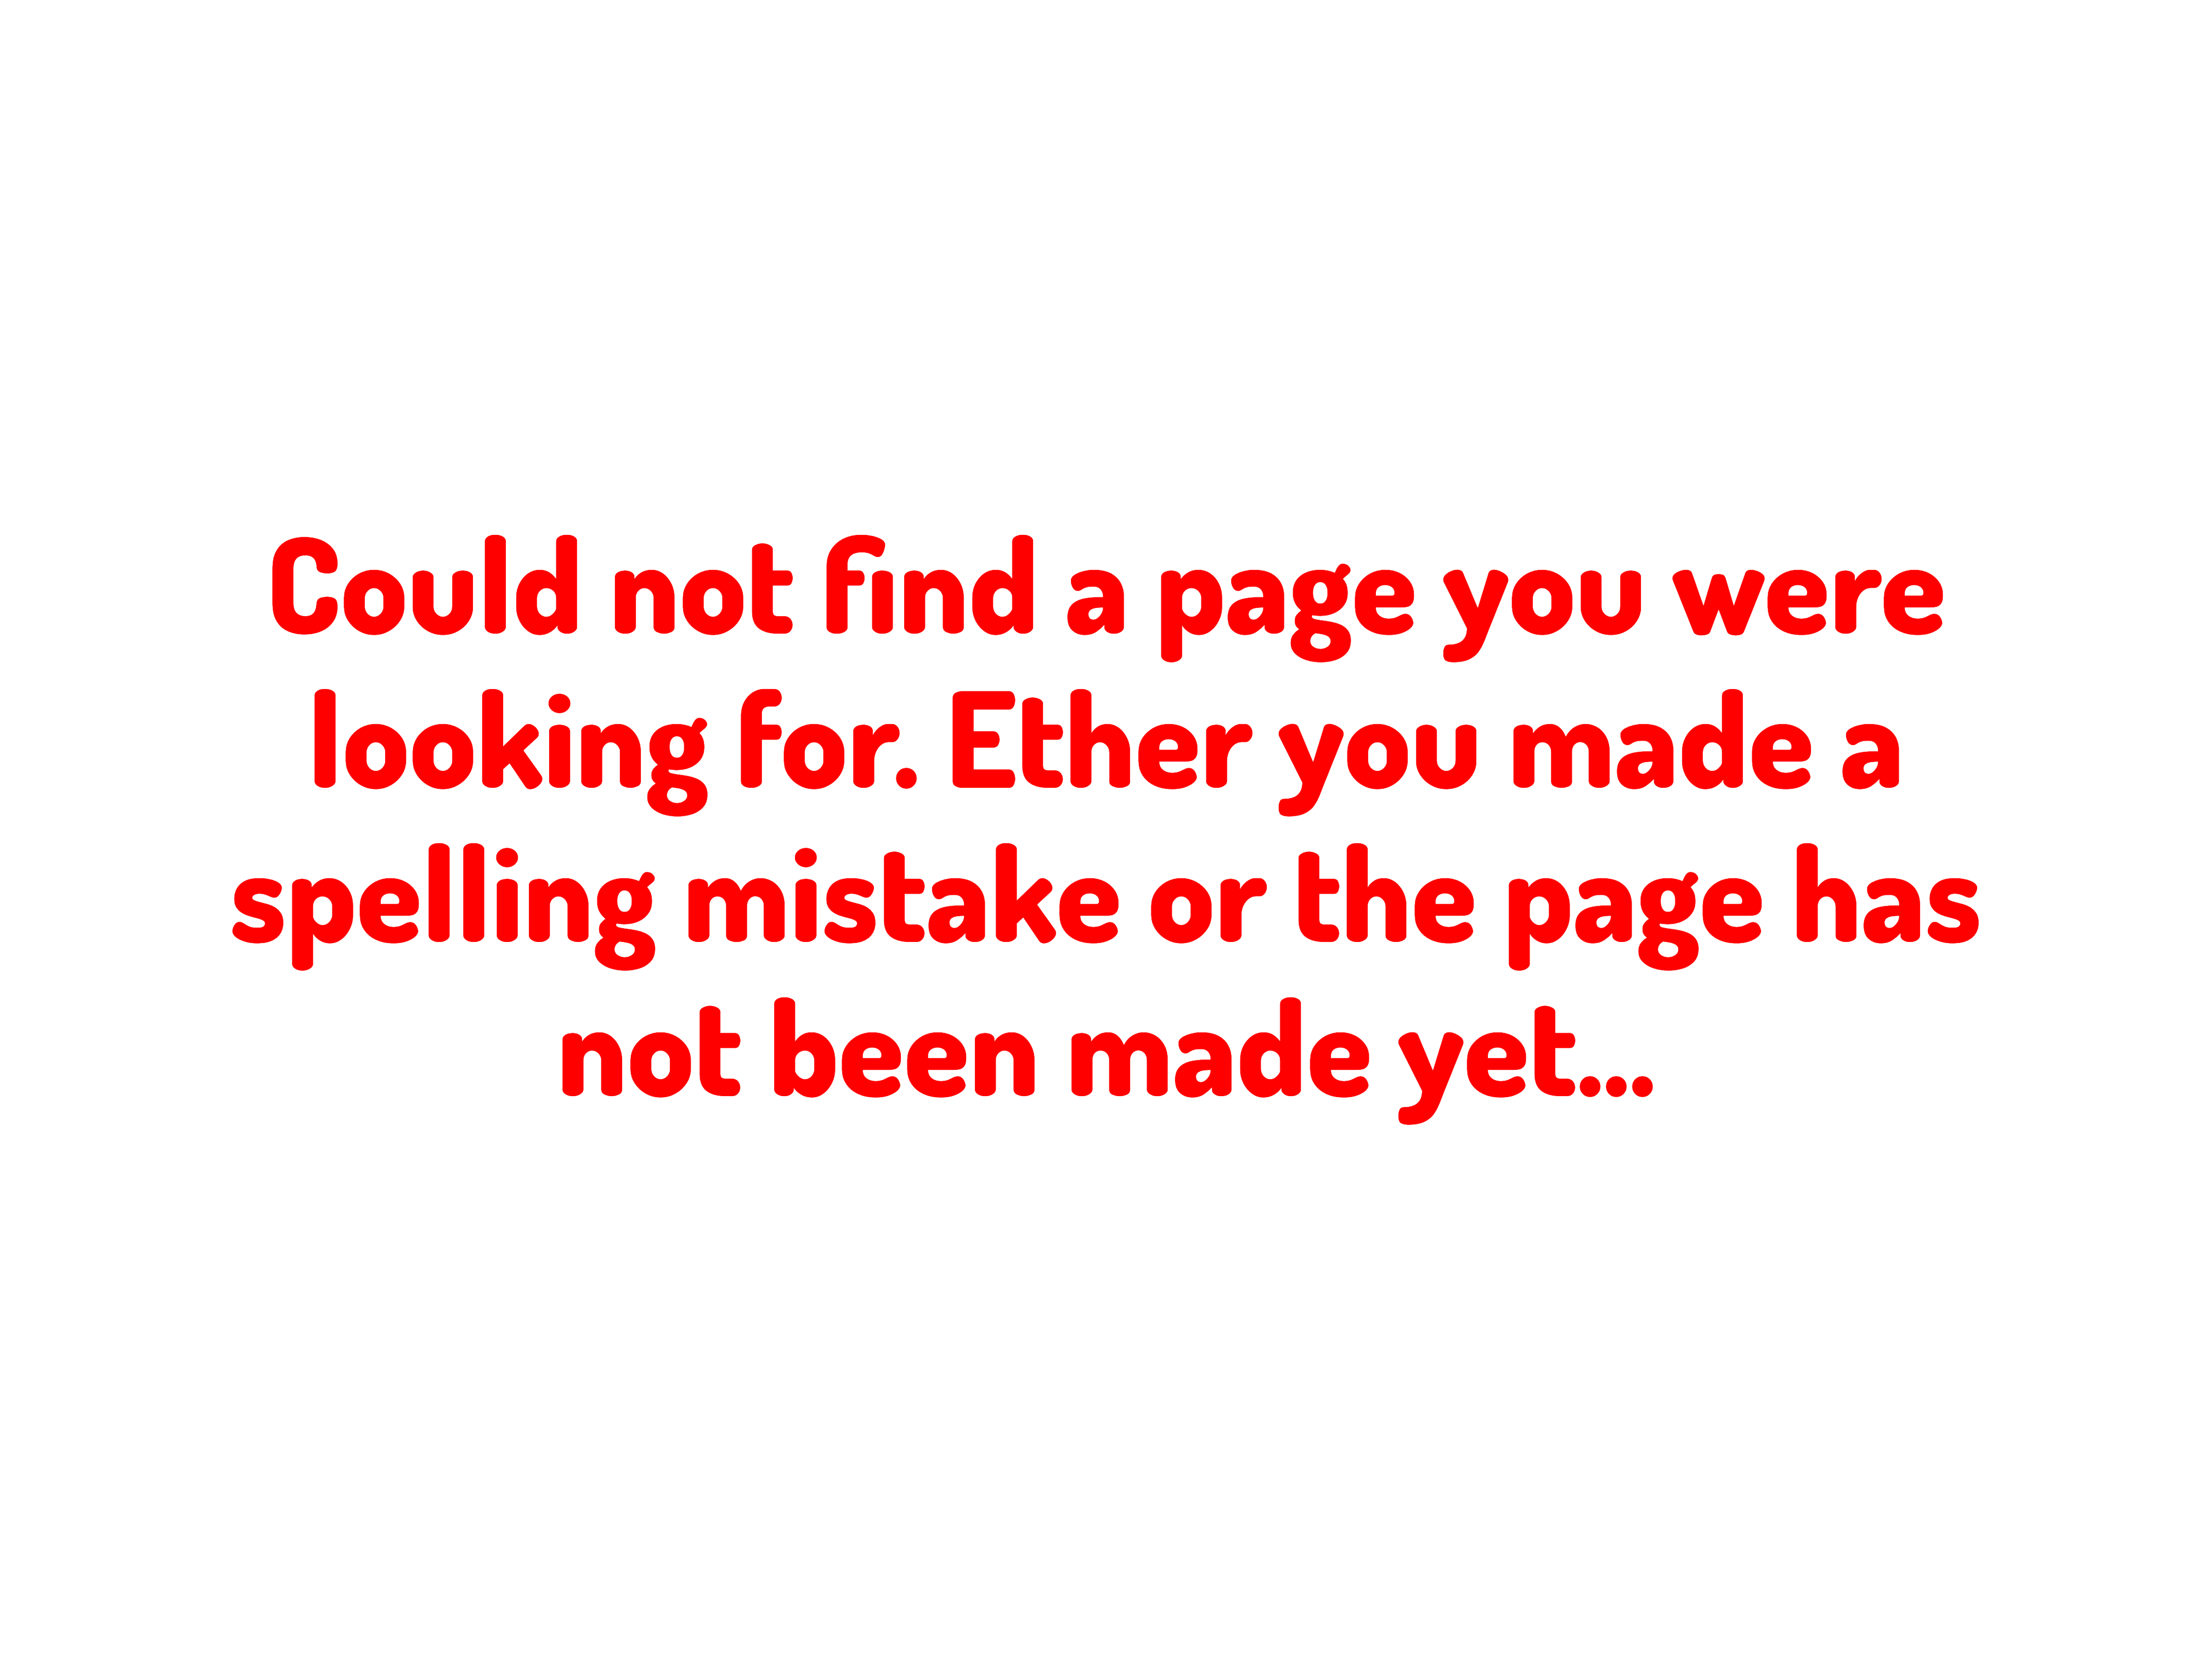 Could not find a page you were
looking for. Ether you made a
spelling mistake or the page has
not been made yet...